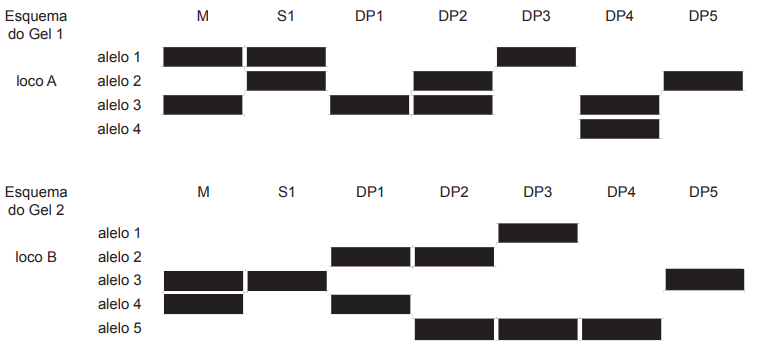 Esquema do Gel 1 M S1 DP1 DP2 DP3 DP4 DP5
alelo 1
loco A alelo 2
alelo 3
alelo 4
Esquema do Gel 2 M S1 DP1 DP2 DP3 DP4 DP5
alelo 1
loco B alelo 2
alelo 3
alelo 4
alelo 5